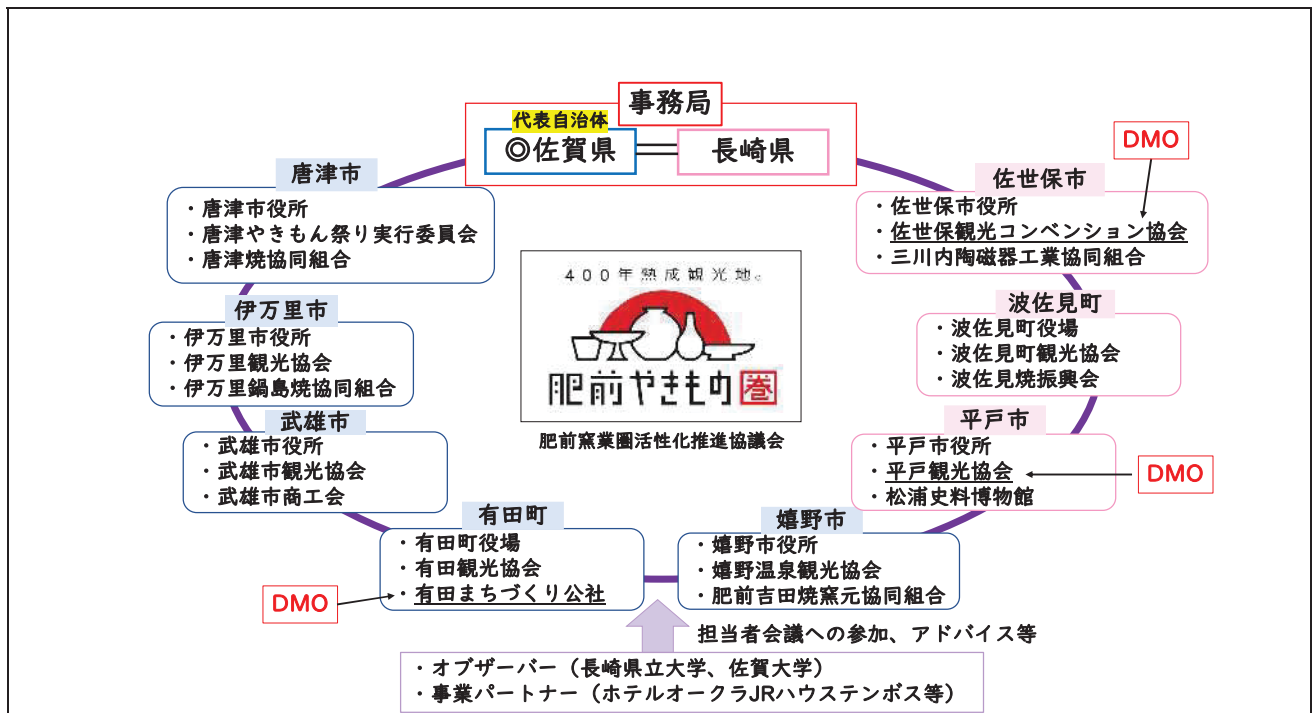 事務局
代表自治体
◎佐賀県
長崎県
唐津市
・唐津市役所
・唐津やきもん祭り実行委員会
・唐津焼協同組合
伊万里市
・伊万里市役所
・伊万里観光協会
・伊万里鍋島焼協同組合
武雄市
・武雄市役所
・武雄市観光協会
・武雄市商工会
有田町
・有田町役場
・有田観光協会
・有田まちづくり公社
DMO
400年熟成観光地。
肥前やきもの圏
肥前窯業圏活性化推進協議会
DMO
佐世保市
・佐世保市役所
・佐世保観光コンベンション協会
・三川内陶磁器工業協同組合
波佐見町
・波佐見町役場
・波佐見町観光協会
・波佐見焼振興会
平戸市
・平戸市役所
・平戸観光協会
・松浦史料博物館
DMO
嬉野市
・嬉野市役所
・嬉野温泉観光協会
・肥前吉田焼窯元協同組合
担当者会議への参加、アドバイス等
・オブザーバー（長崎県立大学、佐賀大学）
・事業パートナー（ホテルオークラJRハウステンボス等）